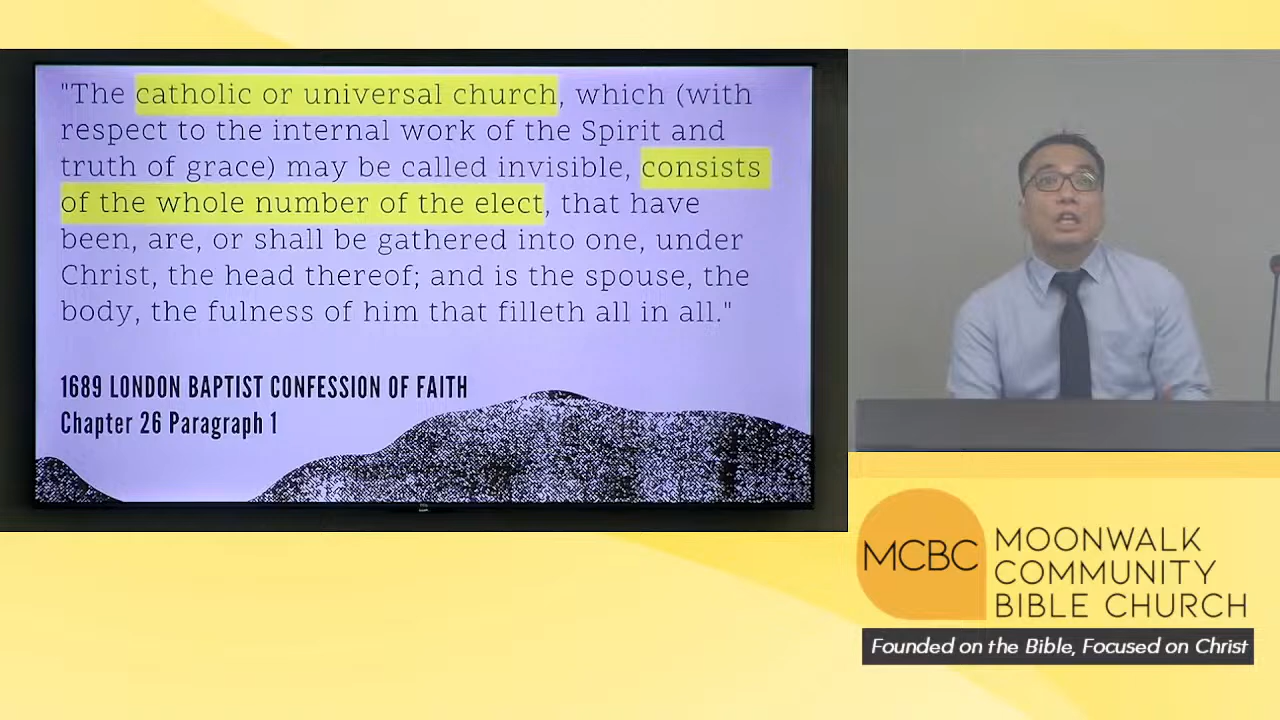 "The catholic or universal church, which (with
respect to the internal work of the Spirit and
truth of grace) may be called invisible, consists
of the whole number of the elect, that have
been, are, or shall be gathered into one, under
Christ, the head thereof; and is the spouse, the
body, the fulness of him that filleth all in all."
1689 LONDON BAPTIST CONFESSION OF FAITH
Chapter 26 Paragraph 1
MCBC
MOONWALK
COMMUNITY
BIBLE CHURCH
Founded on the Bible, Focused on Christ